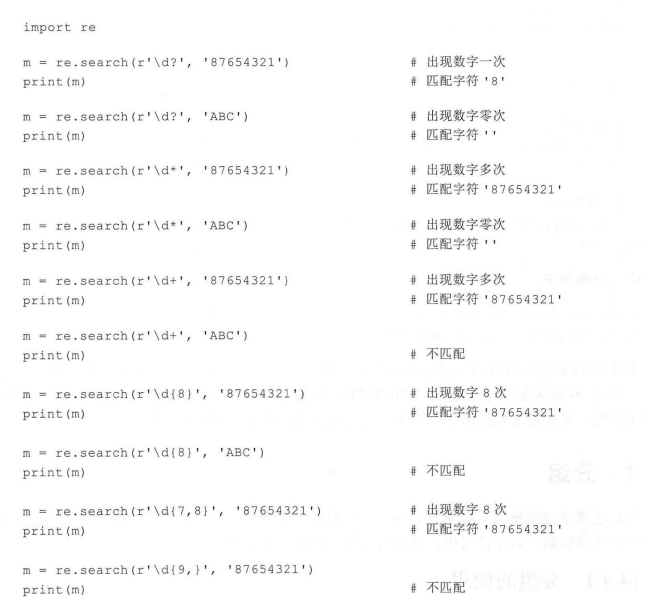 import re
m = re.search(r'\d?', '87654321') # 出现数字一次
print(m) # 匹配字符'8'
m = re.search(r'\d?', 'ABC') # 出现数字零次
print(m) # 匹配字符''
m = re.search(r'\d*', '87654321') # 出现数字多次
print(m) # 匹配字符'87654321'
m = re.search(r'\d*', 'ABC') # 出现数字零次
print(m) # 匹配字符''
m = re.search(r'\d+', '87654321') # 出现数字多次
print(m) # 匹配字符'87654321'
m = re.search(r'\d+', 'ABC')
print(m) # 不匹配
m = re.search(r'\d{8}', '87654321') # 出现数字 8 次
print(m) # 匹配字符'87654321'
m = re.search(r'\d{8}', 'ABC')
print(m) # 不匹配
m = re.search(r'\d{7,8}', '87654321') # 出现数字 8 次
print(m) # 匹配字符'87654321'
m = re.search(r'\d{9,}', '87654321')
print(m) # 不匹配